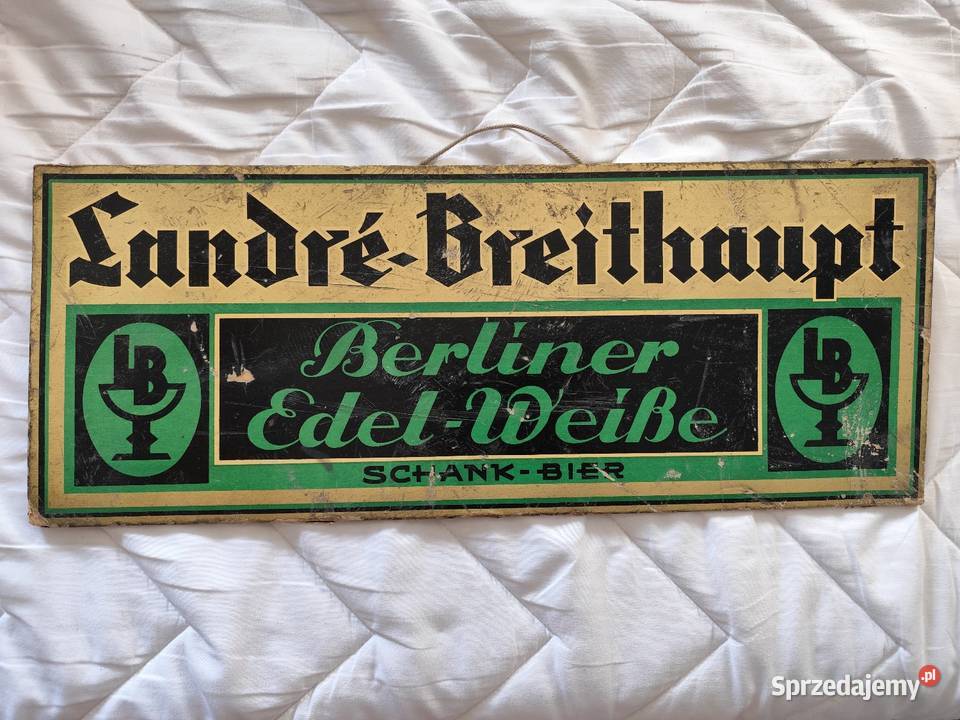 Landré-Breithaupt
LB
Berliner
Edel-Weiße
LB
SCHANK-BIER
Sprzedajemy.pl